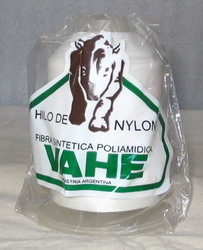 HILO DE NYLON
FIBRA SINTETICA POLIAMIDICA
VAHE
INDUSTRIA ARGENTINA